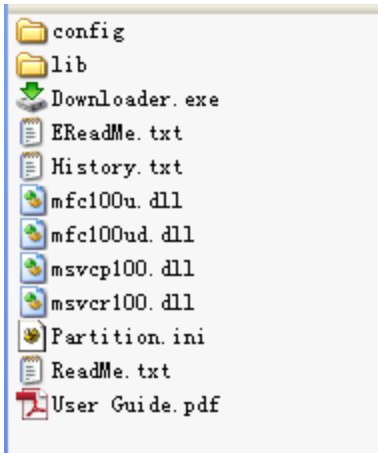 config
lib
Downloader.exe
EReadMe.txt
History.txt
mfc100u.dll
mfc100ud.dll
msvcp100.dll
msvcr100.dll
Partition.ini
ReadMe.txt
User Guide.pdf